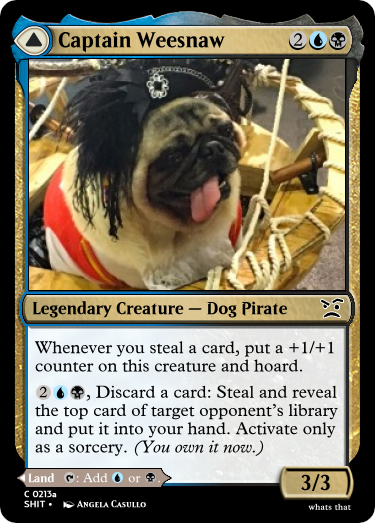 Captain Weesnaw 2
Legendary Creature — Dog Pirate
Whenever you steal a card, put a +1/+1
counter on this creature and hoard.
2, Discard a card: Steal and reveal
the top card of target opponent's library
and put it into your hand. Activate only
as a sorcery. (You own it now.)
Land : Add or .
3/3
C 0213a
SHIT • Angela Casullo
whats that